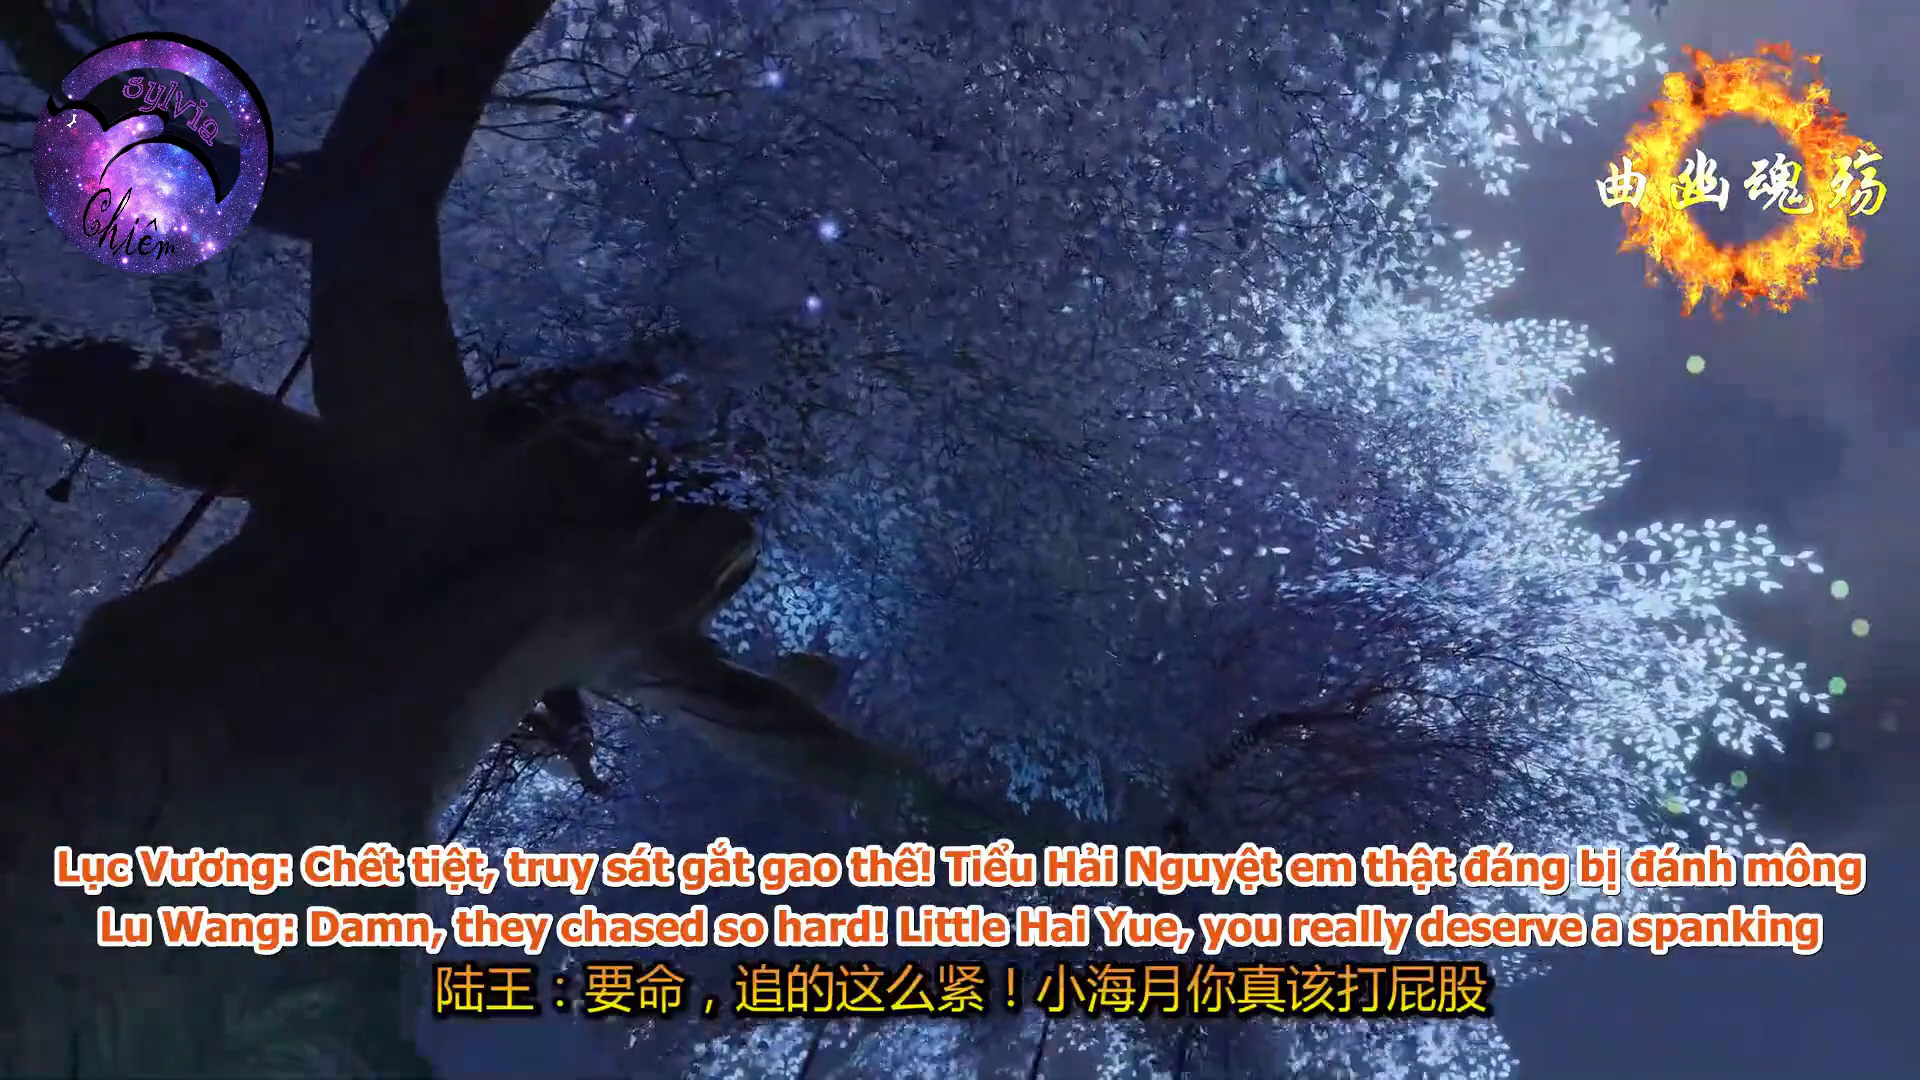 sylvia
Chiêm
曲幽魂殇
Lục Vương: Chết tiệt, truy sát gắt gao thế! Tiểu Hải Nguyệt em thật đáng bị đánh mông
Lu Wang: Damn, they chased so hard! Little Hai Yue, you really deserve a spanking
陆王：要命，追的这么紧！小海月你真该打屁股